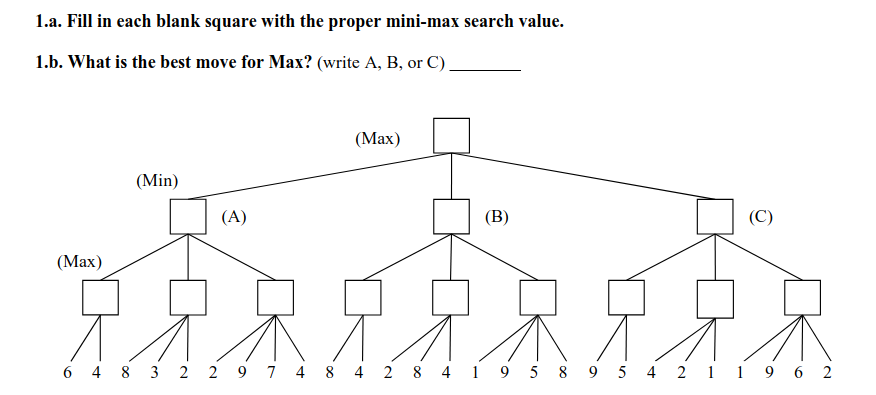 1.a. Fill in each blank square with the proper mini-max search value.
1.b. What is the best move for Max? (write A, B, or C) ________
(Max)
(Min)
(A) (B) (C)
(Max)
6 4 8 3 2 2 9 7 4 8 4 2 8 4 1 9 5 8 9 5 4 2 1 1 9 6 2